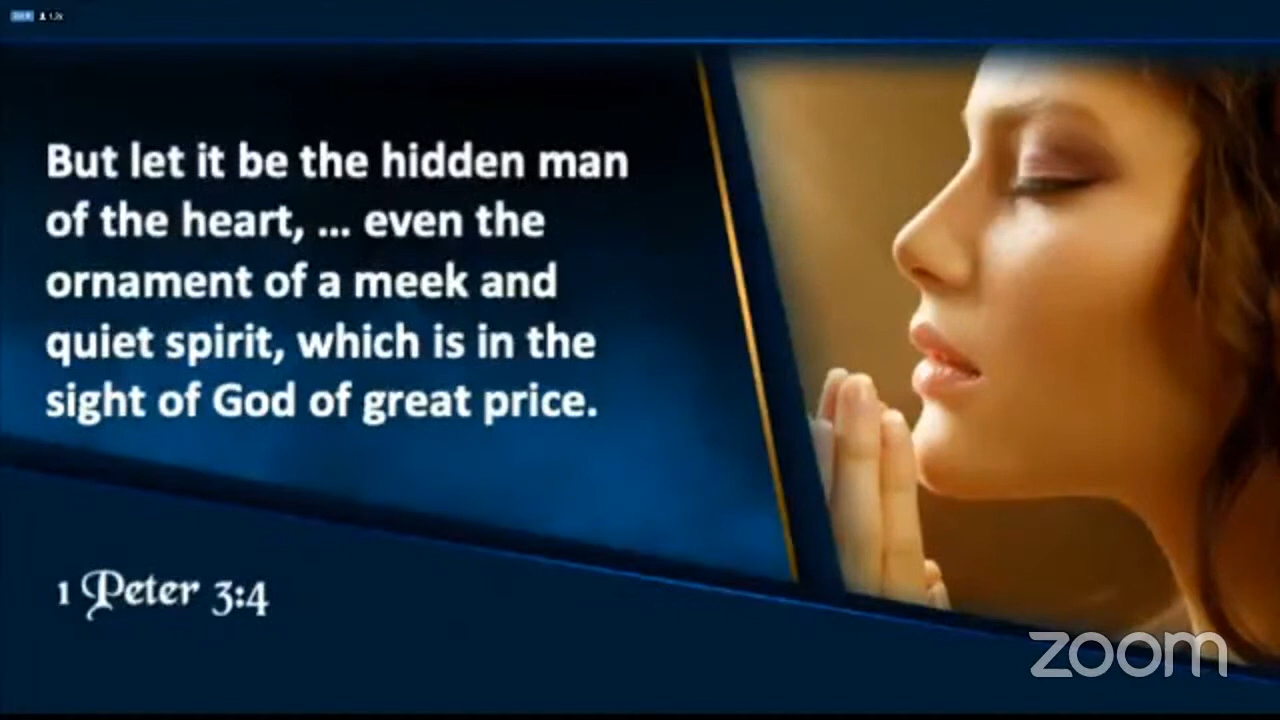 But let it be the hidden man
of the heart, ... even the
ornament of a meek and
quiet spirit, which is in the
sight of God of great price.
1 Peter 3:4
zoom